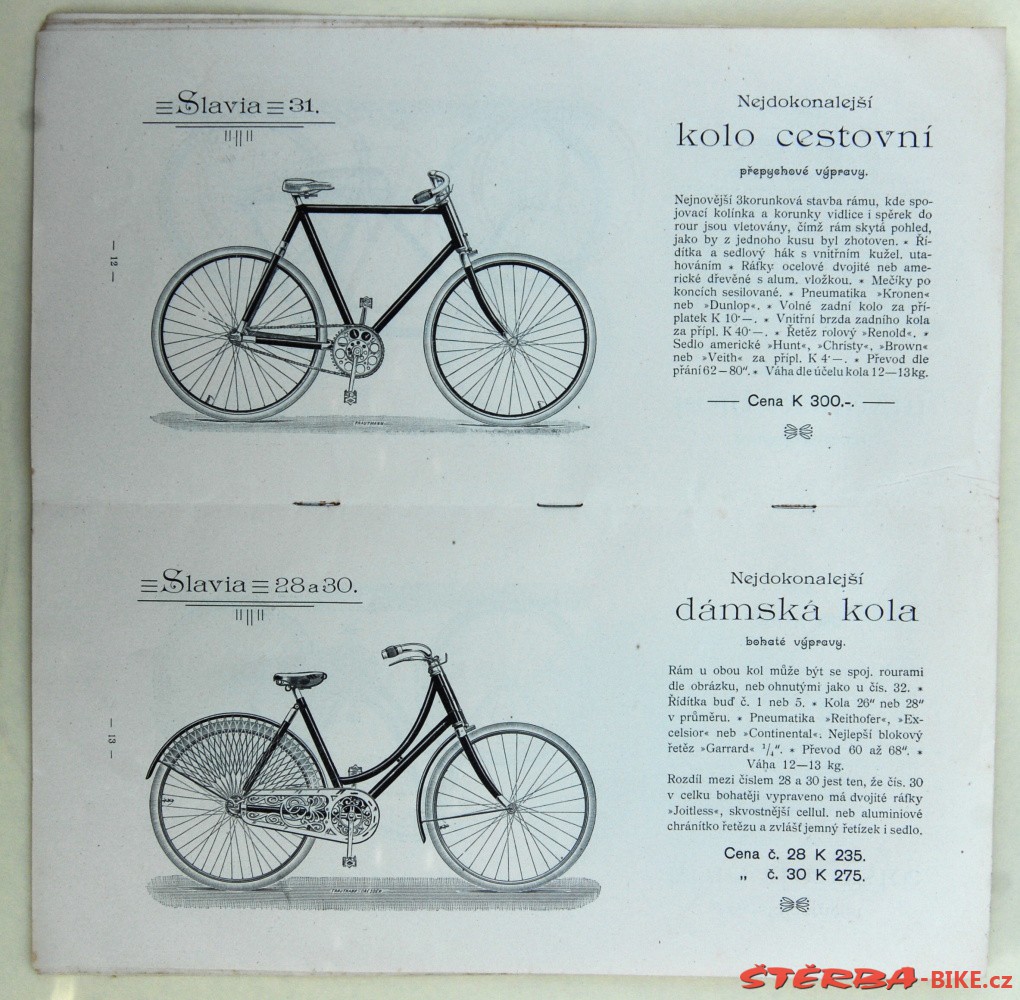 Slavia 31.
Nejdokonalejší
kolo cestovní
přepychové výpravy.
Nejnovější 3korunková stavba rámu, kde spo-
jovací kolínka a korunky vidlice i spěrek do
rour jsou vletovány, čímž rám skytá pohled,
jako by z jednoho kusu byl zhotoven. * Ří-
dítka a sedlový hák s vnitřním kužel. uta-
hováním * Ráfky ocelové dvojité neb ame-
rické dřevěné s alum. vložkou. * Mečíky po
koncích sesilované. * Pneumatika »Kronen«
neb »Dunlop«. * Volné zadní kolo za pří-
platek K 10·—. * Vnitřní brzda zadního kola
za přípl. K 40·—. * Řetěz rolový »Renold«. *
Sedlo americké »Hunt«, »Christy«, »Brown«
neb »Veith« za přípl. K 4·—. * Převod dle
přání 62—80". * Váha dle účelu kola 12—13 kg.
Cena K 300.-.
— 12 —
Slavia 28 a 30.
Nejdokonalejší
dámská kola
bohaté výpravy.
Rám u obou kol může být se spoj. rourami
dle obrázku, neb ohnutými jako u čís. 32. *
Řídítka buď č. 1 neb 5. * Kola 26" neb 28"
v průměru. * Pneumatika »Reithofer«, »Ex-
celsior« neb »Continental«. Nejlepší blokový
řetěz »Garrard« 1/4". * Převod 60 až 68". *
Váha 12—13 kg.
Rozdíl mezi číslem 28 a 30 jest ten, že čís. 30
v celku bohatěji vypraveno má dvojité ráfky
»Joitless«, skvostnější cellul. neb aluminiové
chránítko řetězu a zvlášť jemný řetízek i sedlo.
Cena č. 28 K 235.
„ č. 30 K 275.
— 13 —
ŠTĚRBA-BIKE.cz